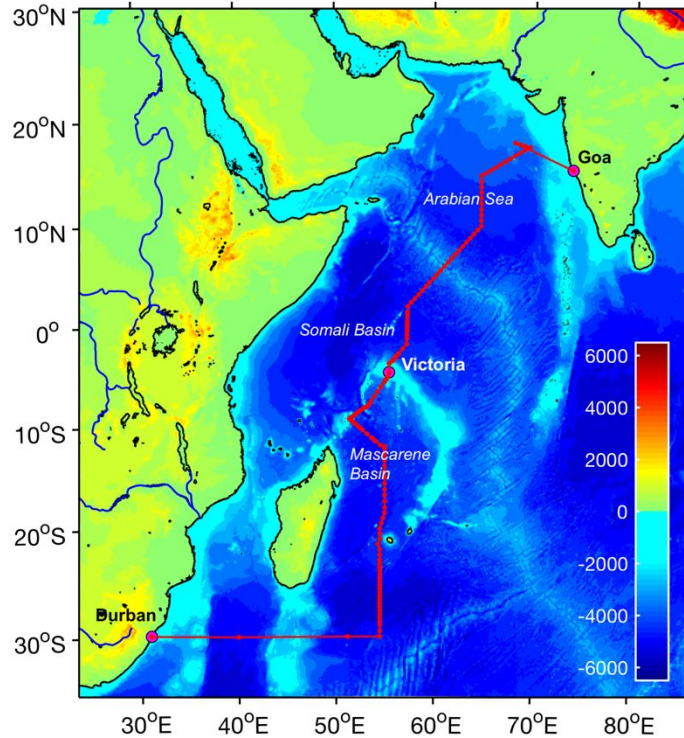 30°N
20°N
10°N
0°
10°S
20°S
30°S
30°E
40°E
50°E
60°E
70°E
80°E
Goa
Arabian Sea
Somali Basin
Victoria
Mascarene
Basin
Durban
6000
4000
2000
0
-2000
-4000
-6000